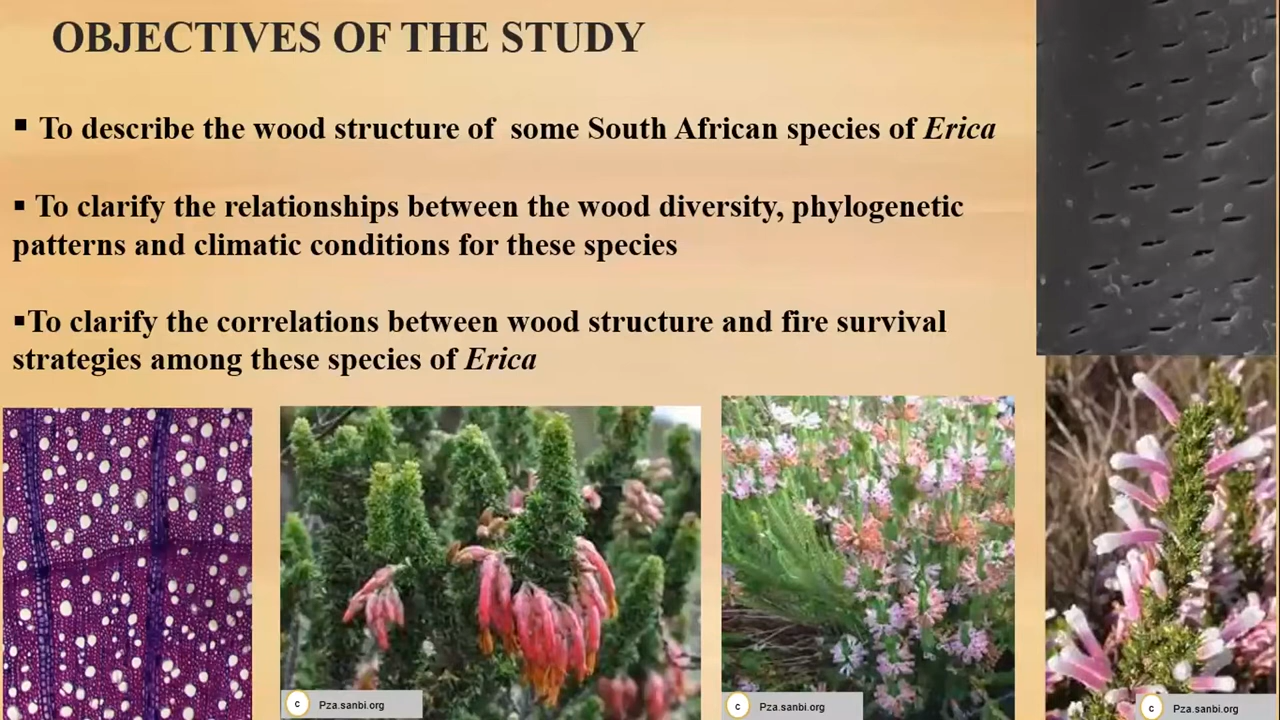 OBJECTIVES OF THE STUDY
▪ To describe the wood structure of some South African species of Erica
▪ To clarify the relationships between the wood diversity, phylogenetic
patterns and climatic conditions for these species
▪To clarify the correlations between wood structure and fire survival
strategies among these species of Erica
c Pza.sanbi.org
c Pza.sanbi.org
c Pza.sanbi.org